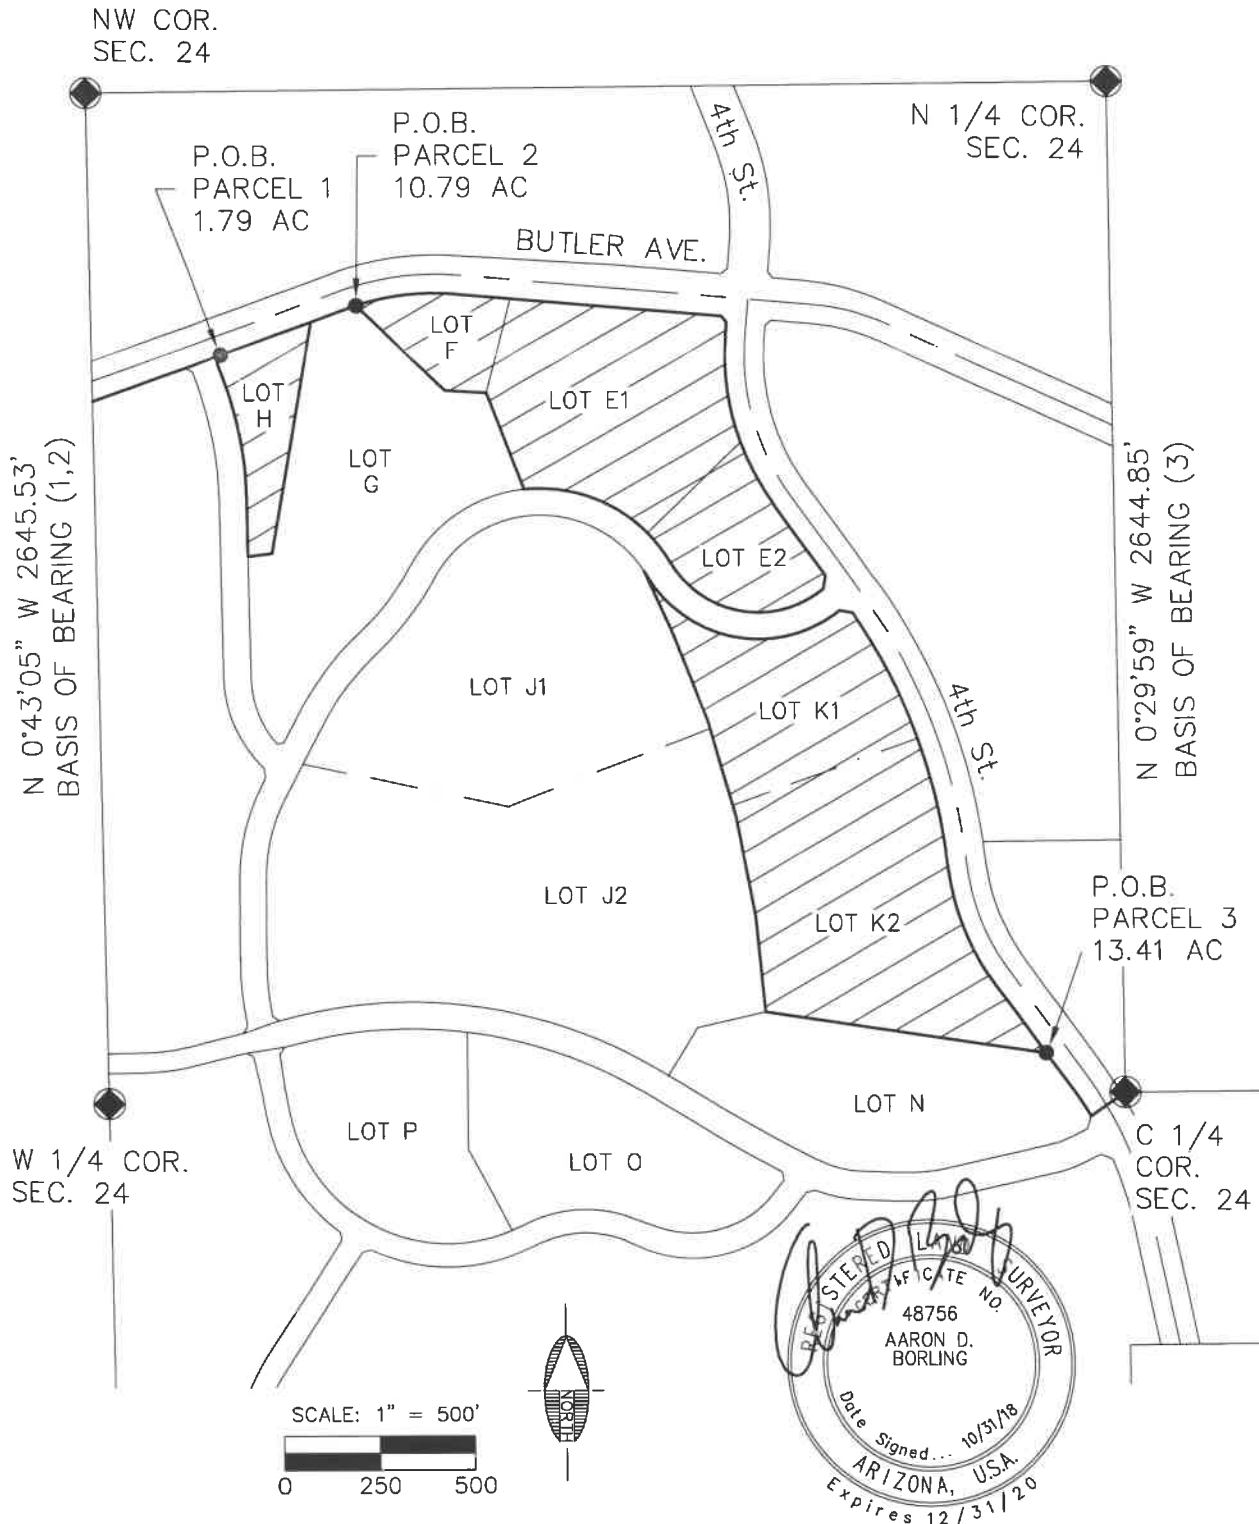 NW COR.
SEC. 24
N 1/4 COR.
SEC. 24
P.O.B.
PARCEL 1
1.79 AC
P.O.B.
PARCEL 2
10.79 AC
4th St.
BUTLER AVE.
LOT
F
LOT
H
LOT E1
LOT
G
N 0°43'05" W 2645.53'
BASIS OF BEARING (1,2)
N 0°29'59" W 2644.85'
BASIS OF BEARING (3)
LOT E2
LOT J1
LOT K1
4th St.
LOT J2
LOT K2
P.O.B.
PARCEL 3
13.41 AC
LOT N
LOT P
LOT O
W 1/4 COR.
SEC. 24
C 1/4
COR.
SEC. 24
REGISTERED LAND SURVEYOR
CERTIFICATE NO.
48756
AARON D.
BORLING
Date Signed... 10/31/18
ARIZONA, U.S.A.
Expires 12/31/20
SCALE: 1" = 500'
0 250 500
NORTH